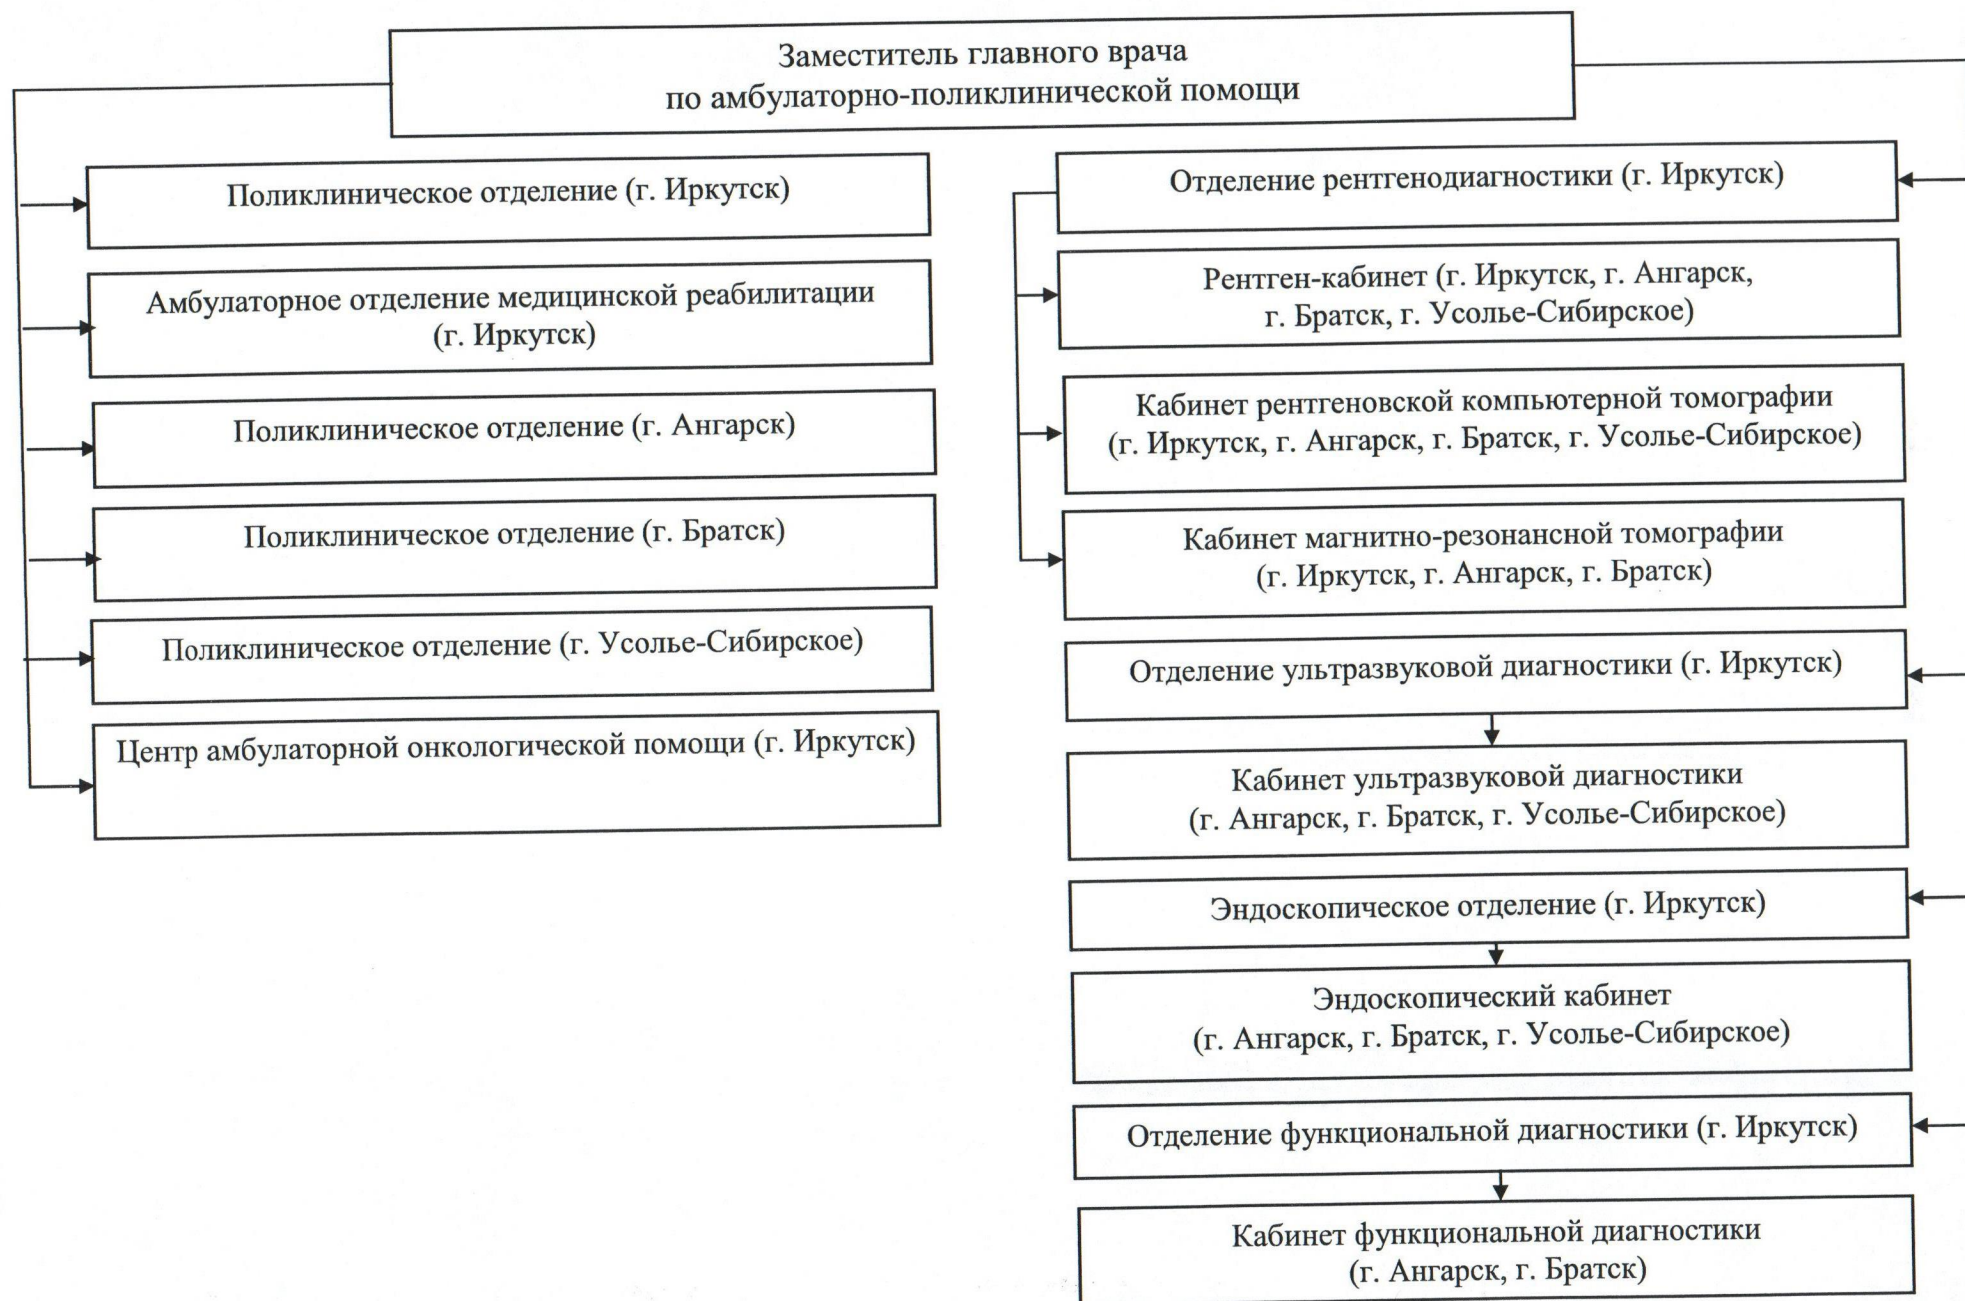 Заместитель главного врача
по амбулаторно-поликлинической помощи
Поликлиническое отделение (г. Иркутск)
Амбулаторное отделение медицинской реабилитации
(г. Иркутск)
Поликлиническое отделение (г. Ангарск)
Поликлиническое отделение (г. Братск)
Поликлиническое отделение (г. Усолье-Сибирское)
Центр амбулаторной онкологической помощи (г. Иркутск)
Отделение рентгенодиагностики (г. Иркутск)
Рентген-кабинет (г. Иркутск, г. Ангарск,
г. Братск, г. Усолье-Сибирское)
Кабинет рентгеновской компьютерной томографии
(г. Иркутск, г. Ангарск, г. Братск, г. Усолье-Сибирское)
Кабинет магнитно-резонансной томографии
(г. Иркутск, г. Ангарск, г. Братск)
Отделение ультразвуковой диагностики (г. Иркутск)
Кабинет ультразвуковой диагностики
(г. Ангарск, г. Братск, г. Усолье-Сибирское)
Эндоскопическое отделение (г. Иркутск)
Эндоскопический кабинет
(г. Ангарск, г. Братск, г. Усолье-Сибирское)
Отделение функциональной диагностики (г. Иркутск)
Кабинет функциональной диагностики
(г. Ангарск, г. Братск)